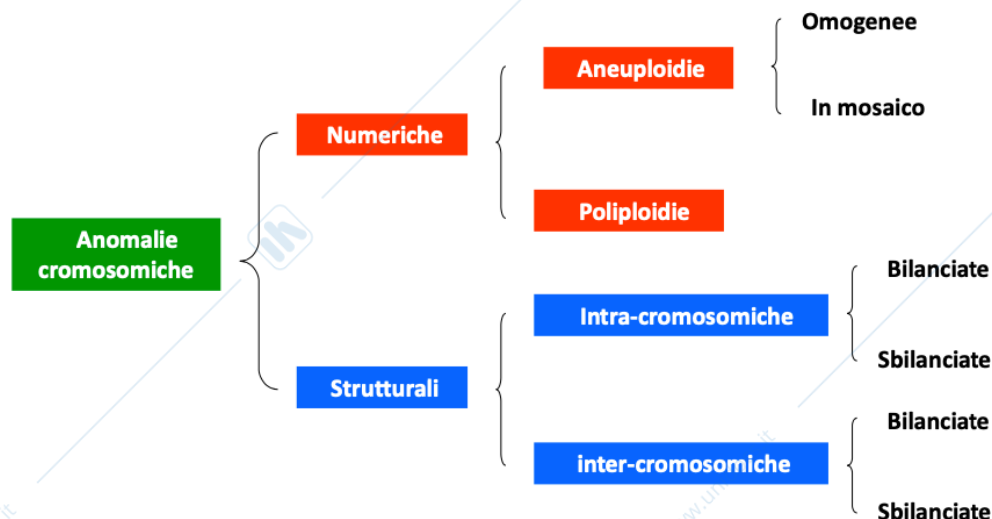 Omogenee
Aneuploidie
In mosaico
Numeriche
Poliploidie
Anomalie
cromosomiche
Bilanciate
Intra-cromosomiche
Sbilanciate
Strutturali
Bilanciate
inter-cromosomiche
Sbilanciate